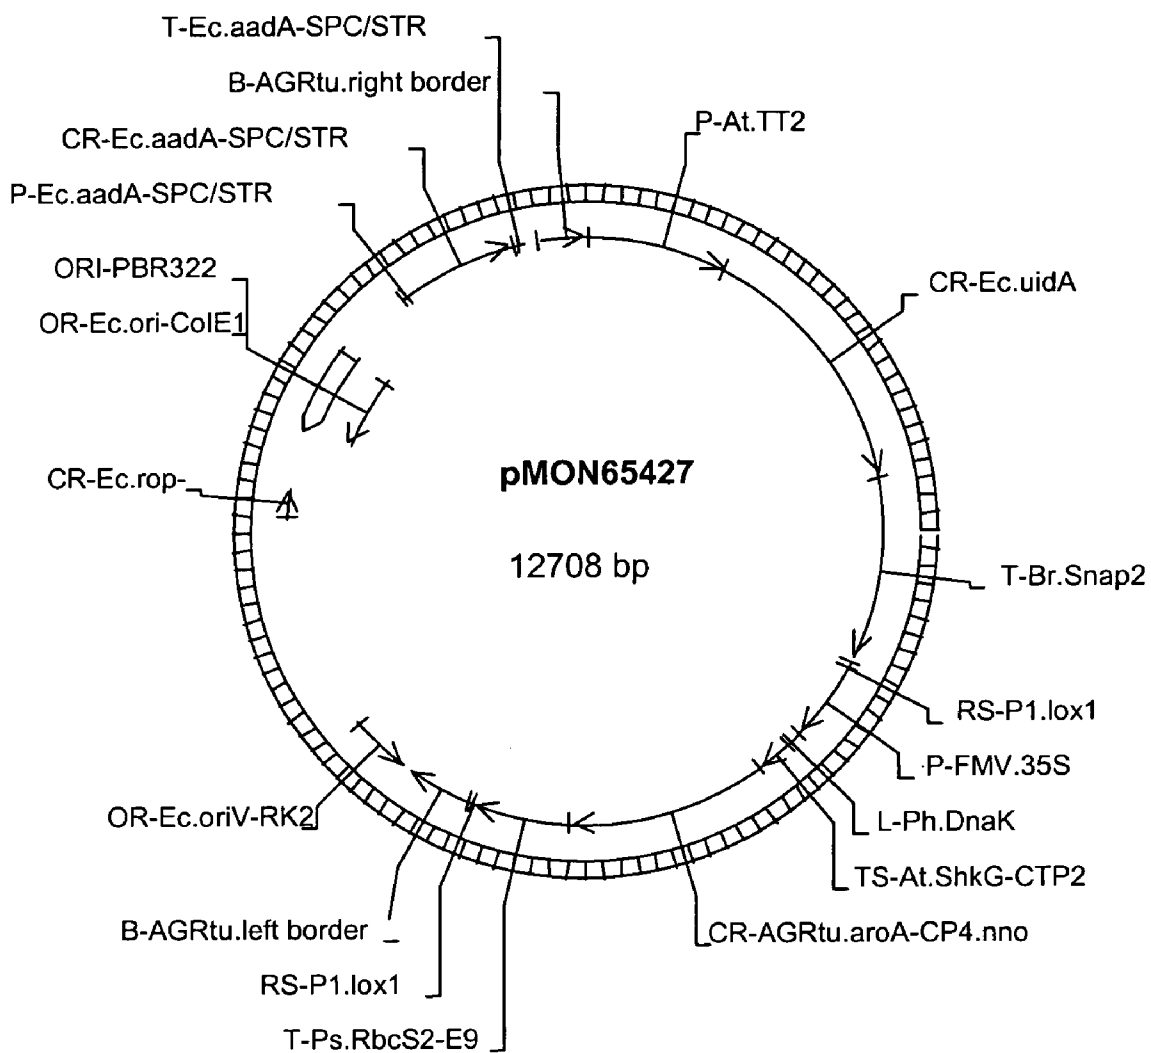 T-Ec.aadA-SPC/STR
B-AGRtu.right border
P-At.TT2
CR-Ec.aadA-SPC/STR
P-Ec.aadA-SPC/STR
ORI-PBR322
CR-Ec.uidA
OR-Ec.ori-ColE1
CR-Ec.rop-
pMON65427
12708 bp
T-Br.Snap2
RS-P1.lox1
P-FMV.35S
OR-Ec.oriV-RK2
L-Ph.DnaK
TS-At.ShkG-CTP2
B-AGRtu.left border
CR-AGRtu.aroA-CP4.nno
RS-P1.lox1
T-Ps.RbcS2-E9